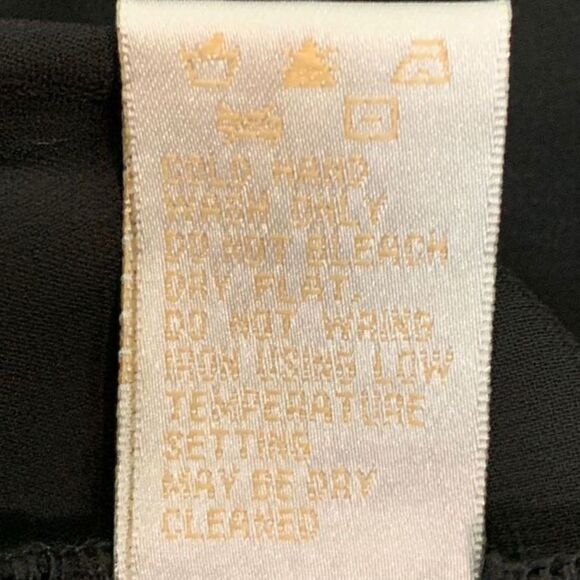 COLD HAND
WASH ONLY
DO NOT BLEACH
DRY FLAT.
DO NOT WRING
IRON USING LOW
TEMPERATURE
SETTING
MAY BE DRY
CLEANED